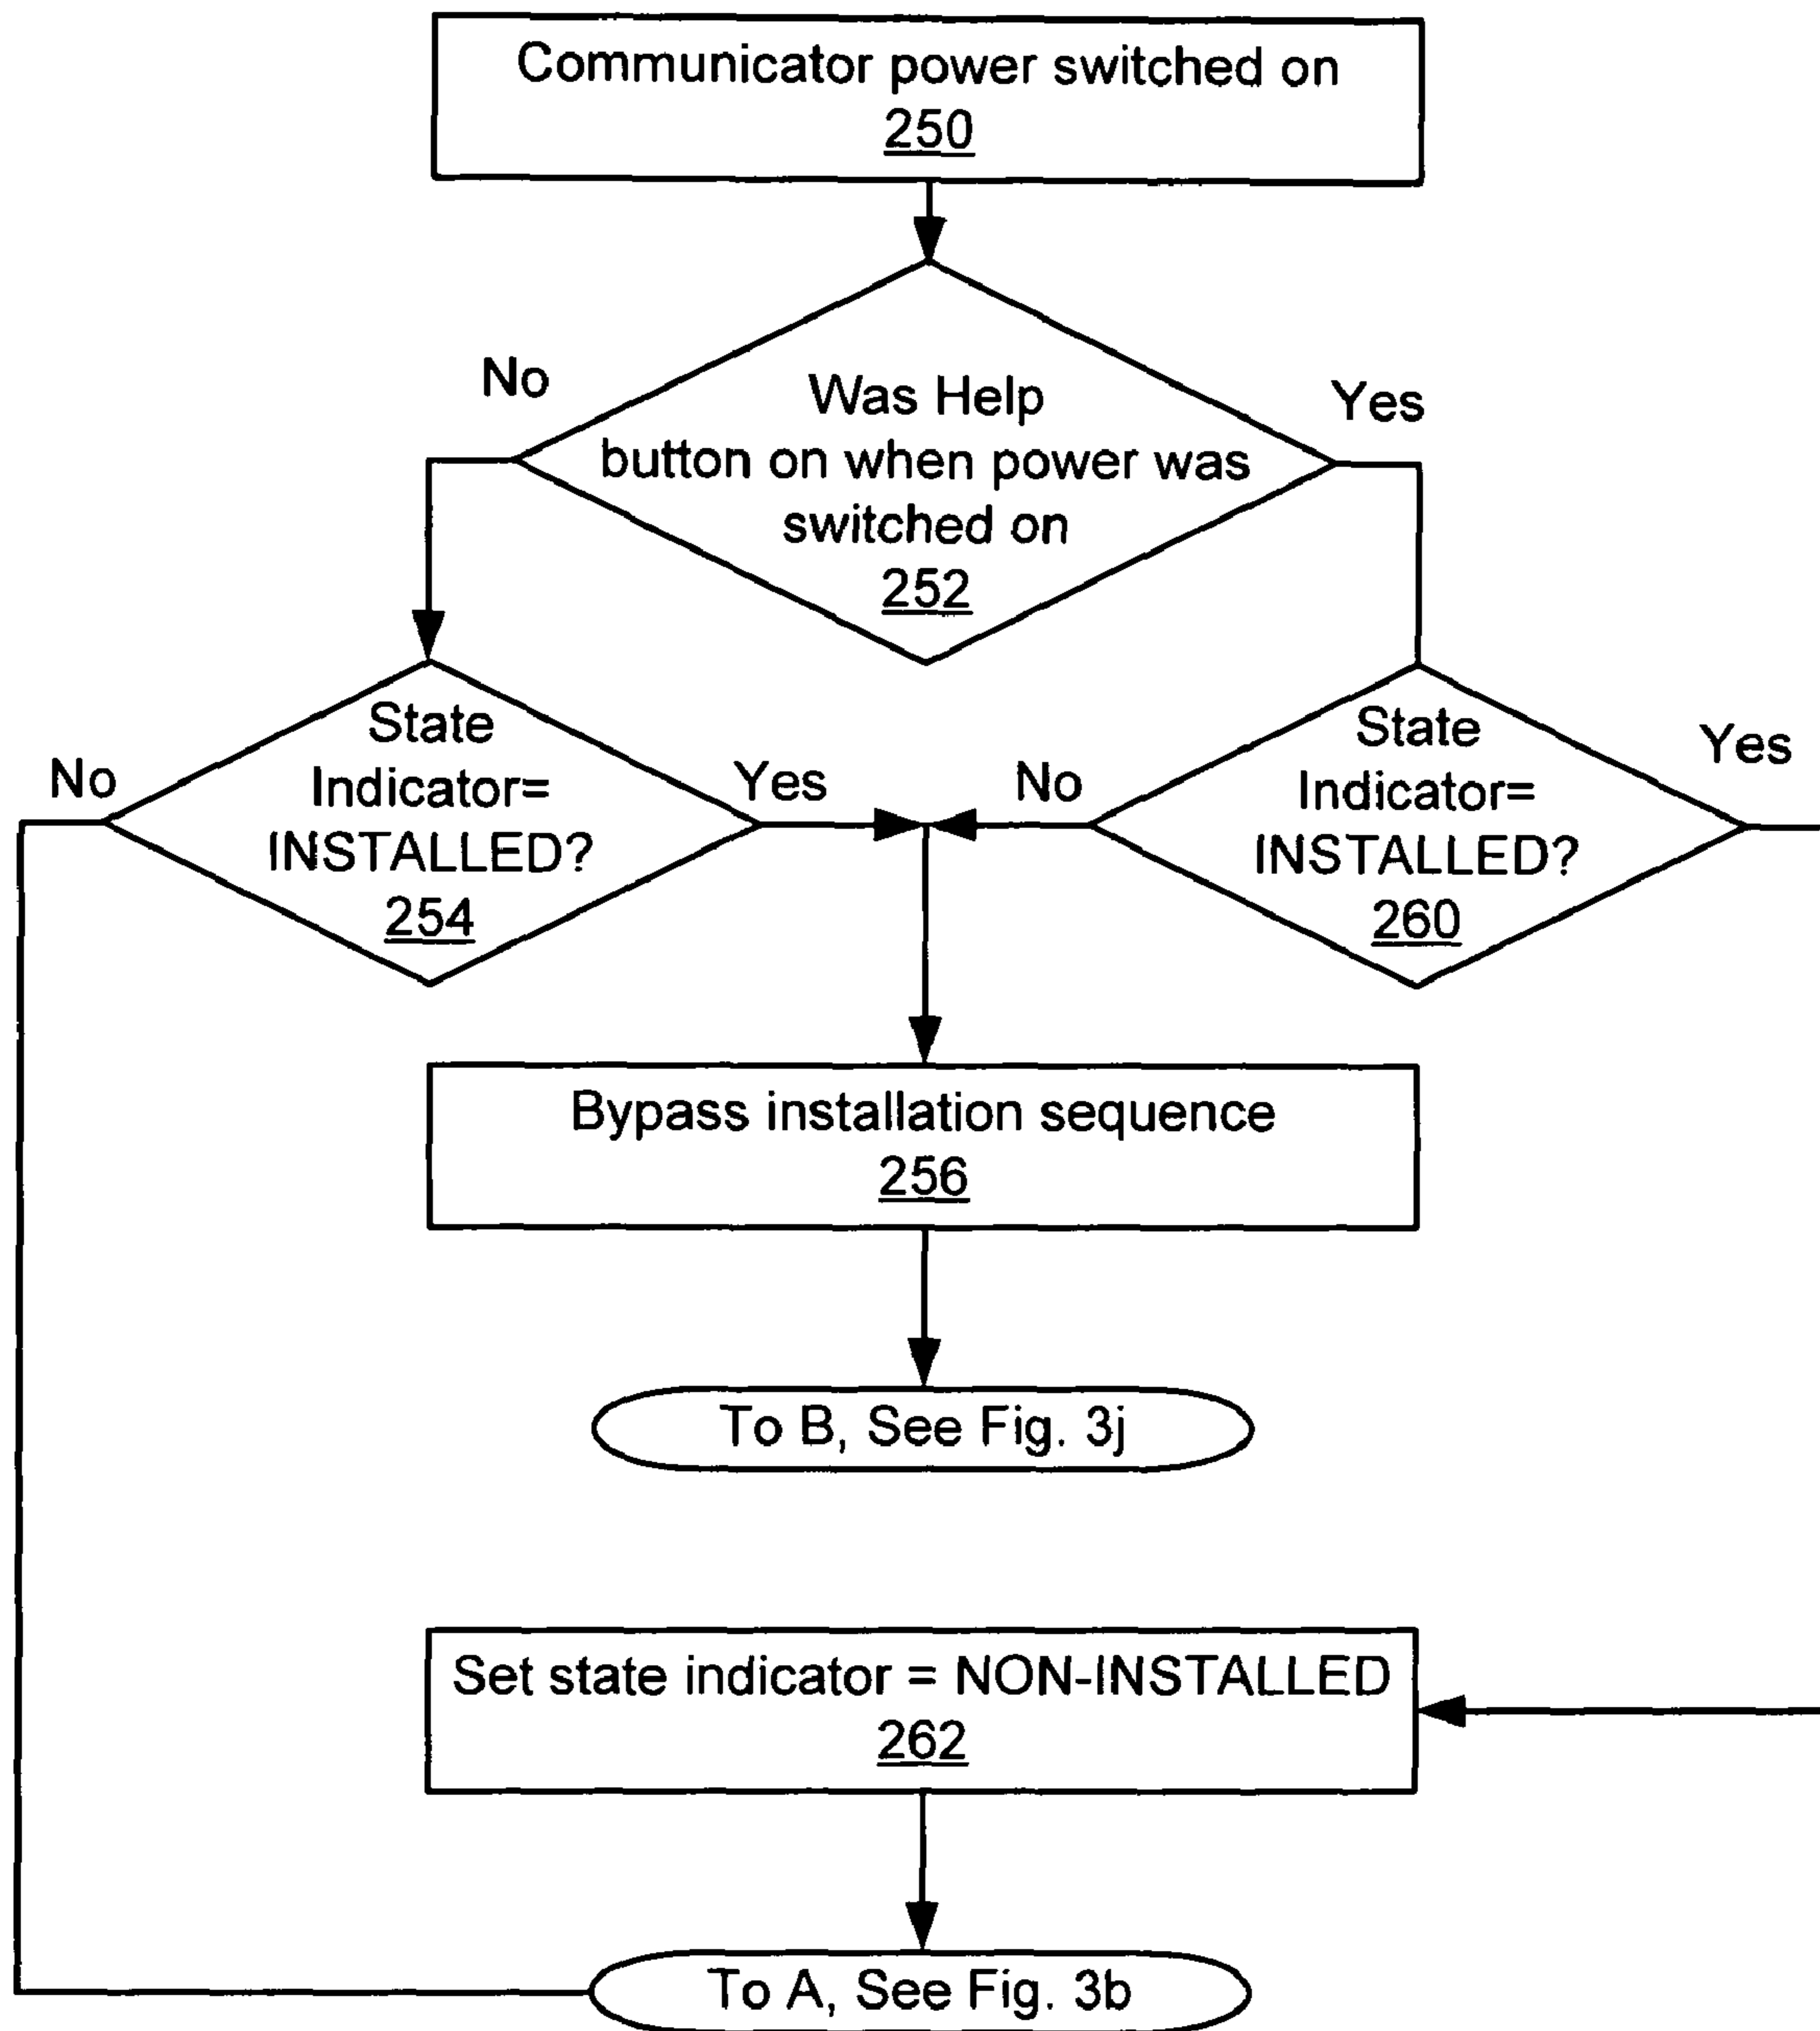 Communicator power switched on
250
No
Yes
Was Help
button on when power was
switched on
252
No
State
Indicator=
INSTALLED?
254
Yes
No
State
Indicator=
INSTALLED?
260
Yes
Bypass installation sequence
256
To B, See Fig. 3j
Set state indicator = NON-INSTALLED
262
To A, See Fig. 3b